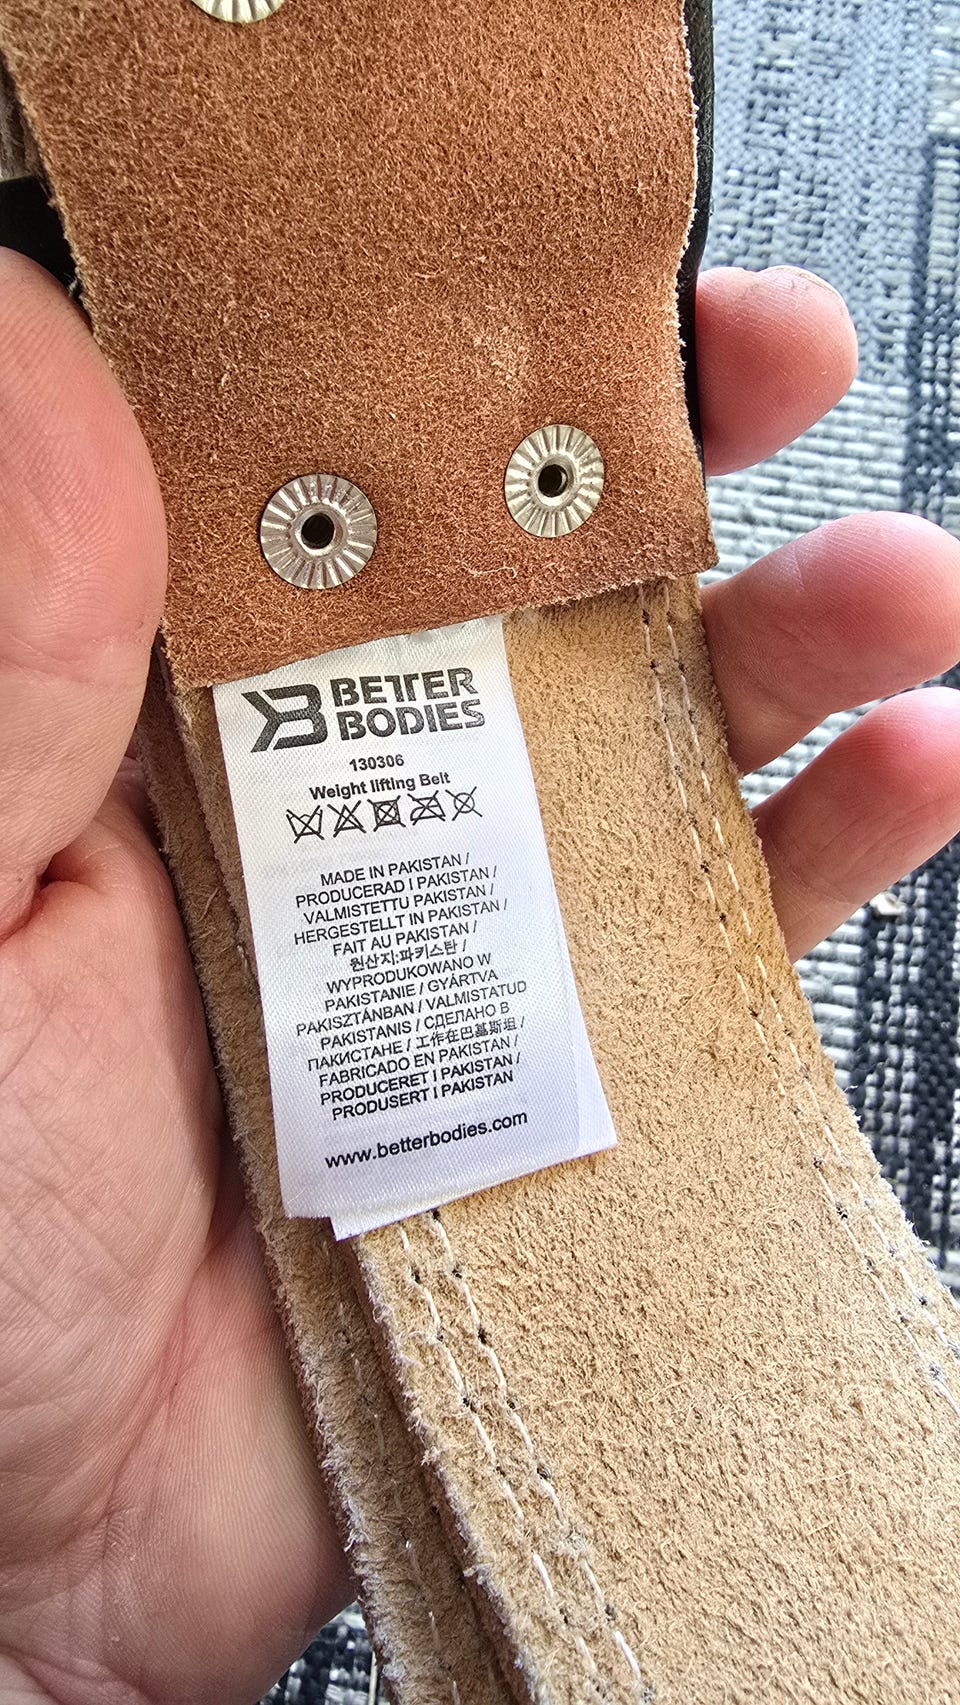 BETTER
BODIES
130306
Weight lifting Belt
MADE IN PAKISTAN /
PRODUCERAD I PAKISTAN /
VALMISTETTU PAKISTAN /
HERGESTELLT IN PAKISTAN /
FAIT AU PAKISTAN /
원산지:파키스탄 /
WYPRODUKOWANO W
PAKISTANIE / GYÁRTVA
PAKISZTÁNBAN / VALMISTATUD
PAKISTANIS / СДЕЛАНО В
ПАКИСТАНЕ / 工作在巴基斯坦 /
FABRICADO EN PAKISTAN /
PRODUCERET I PAKISTAN /
PRODUSERT I PAKISTAN
www.betterbodies.com